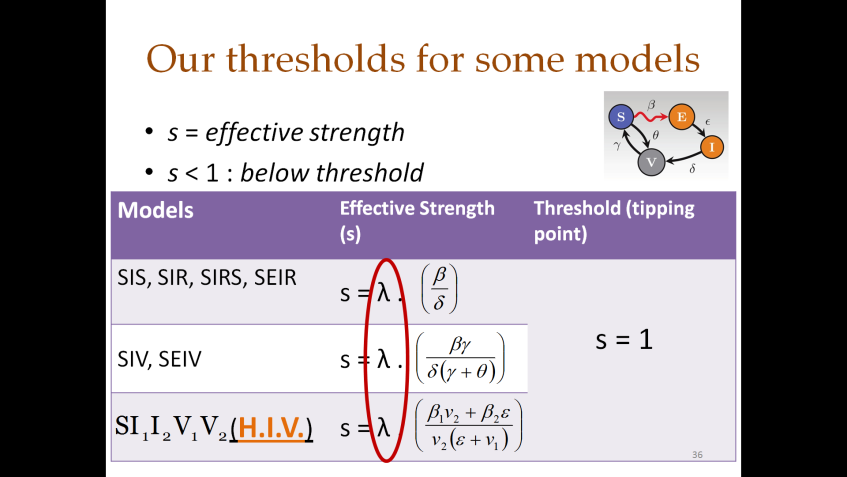 Our thresholds for some models
• s = effective strength
• s < 1 : below threshold
S β E ϵ
γ θ I
V δ
Models Effective Strength (s) Threshold (tipping point)
SIS, SIR, SIRS, SEIR s = λ . (β/δ)
s = 1
SIV, SEIV s = λ . (βγ/δ(γ + θ))
SI₁I₂V₁V₂(H.I.V.) s = λ (β₁v₂ + β₂ε/v₂(ε + v₁))
36